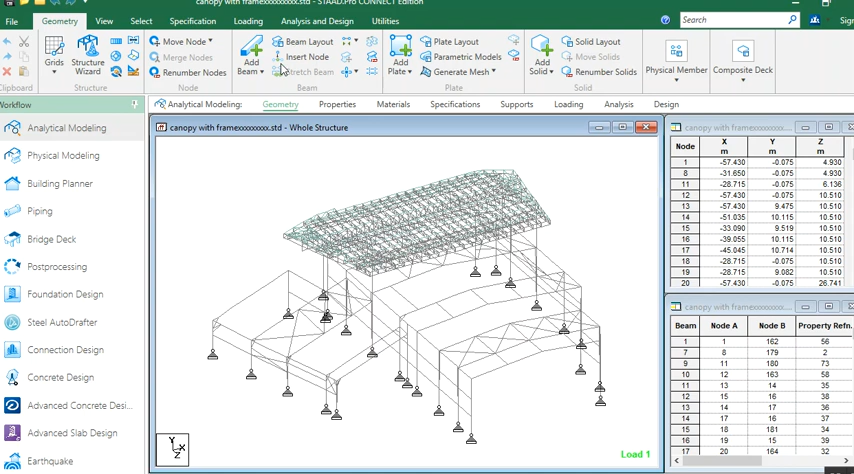 canopy with framexxxxxxxxx.std - STAAD.Pro CONNECT Edition
File Geometry View Select Specification Loading Analysis and Design Utilities Search Sign
Move Node Beam Layout Plate Layout Solid Layout
Merge Nodes Insert Node Parametric Models Move Solids
Renumber Nodes Stretch Beam Generate Mesh Renumber Solids
Grids Structure Wizard Add Beam Add Plate Add Solid Physical Member Composite Deck
Clipboard Structure Node Beam Plate Solid
Workflow
Analytical Modeling: Geometry Properties Materials Specifications Supports Loading Analysis Design
Analytical Modeling
Physical Modeling
Building Planner
Piping
Bridge Deck
Postprocessing
Foundation Design
Steel AutoDrafter
Connection Design
Concrete Design
Advanced Concrete Desi...
Advanced Slab Design
Earthquake
canopy with framexxxxxxxxx.std - Whole Structure
Y
X
Z
Load 1
canopy with framexxxxxxxxx....
Node X m Y m Z m
1 -57.430 -0.075 4.930
8 -31.650 -0.075 4.930
11 -28.715 -0.075 6.136
12 -57.430 -0.075 10.510
13 -57.430 9.475 10.510
14 -51.035 10.115 10.510
15 -33.090 9.519 10.510
16 -39.055 10.115 10.510
17 -45.045 10.714 10.510
18 -28.715 -0.075 10.510
19 -28.715 9.082 10.510
20 -57.430 -0.075 26.741
canopy with framexxxxxxxxx....
Beam Node A Node B Property Refn.
1 1 162 56
7 8 179 2
9 11 180 73
10 12 163 58
11 13 14 35
12 15 16 38
13 14 17 36
14 16 17 37
15 18 181 34
16 19 15 39
17 20 164 32